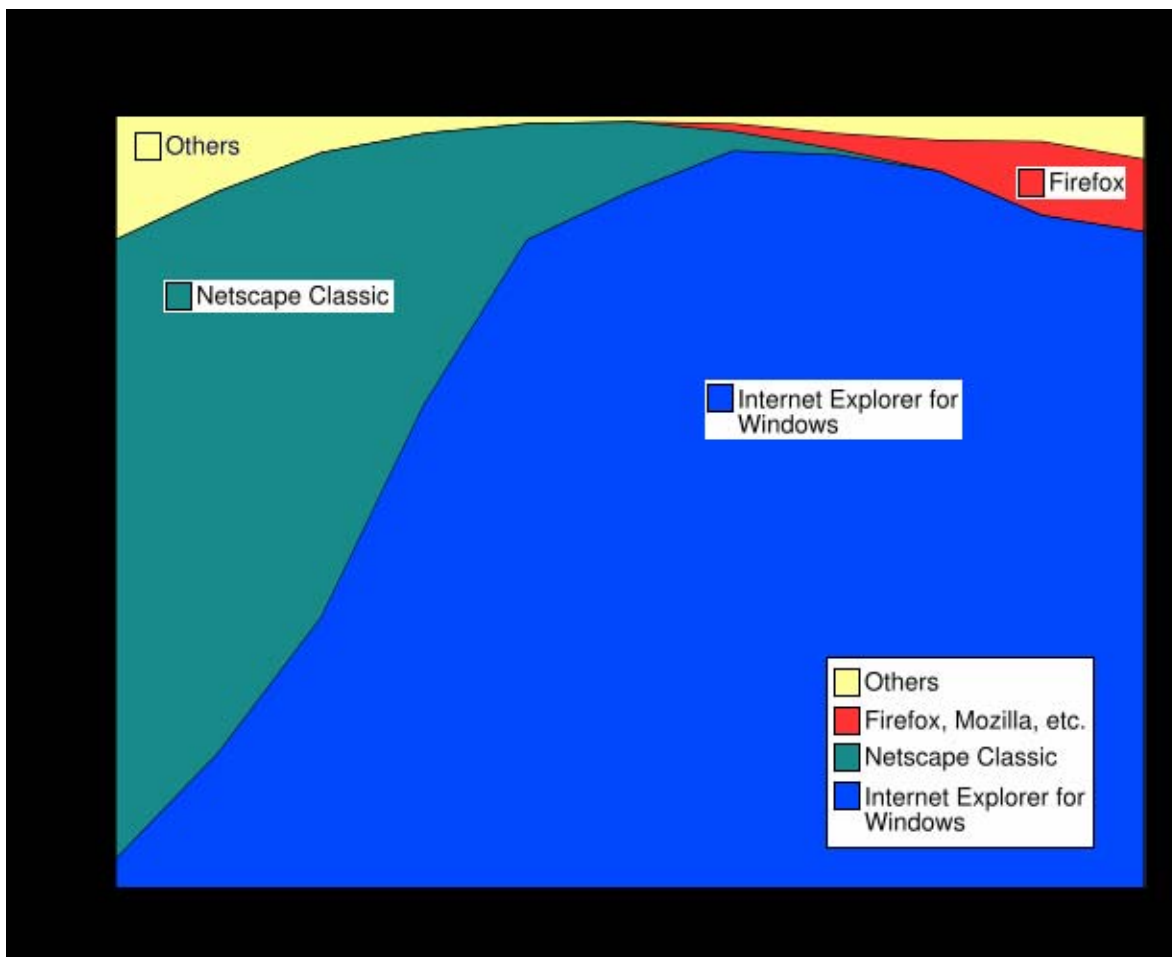 Others
Firefox
Netscape Classic
Internet Explorer for
Windows
Others
Firefox, Mozilla, etc.
Netscape Classic
Internet Explorer for
Windows